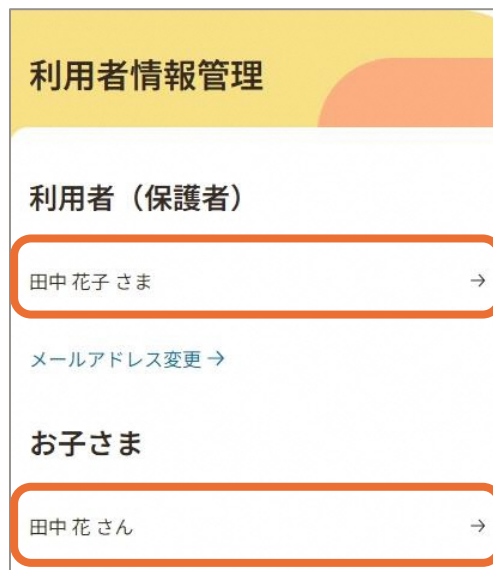 利用者情報管理
利用者（保護者）
田中 花子 さま →
メールアドレス変更 →
お子さま
田中 花 さん →